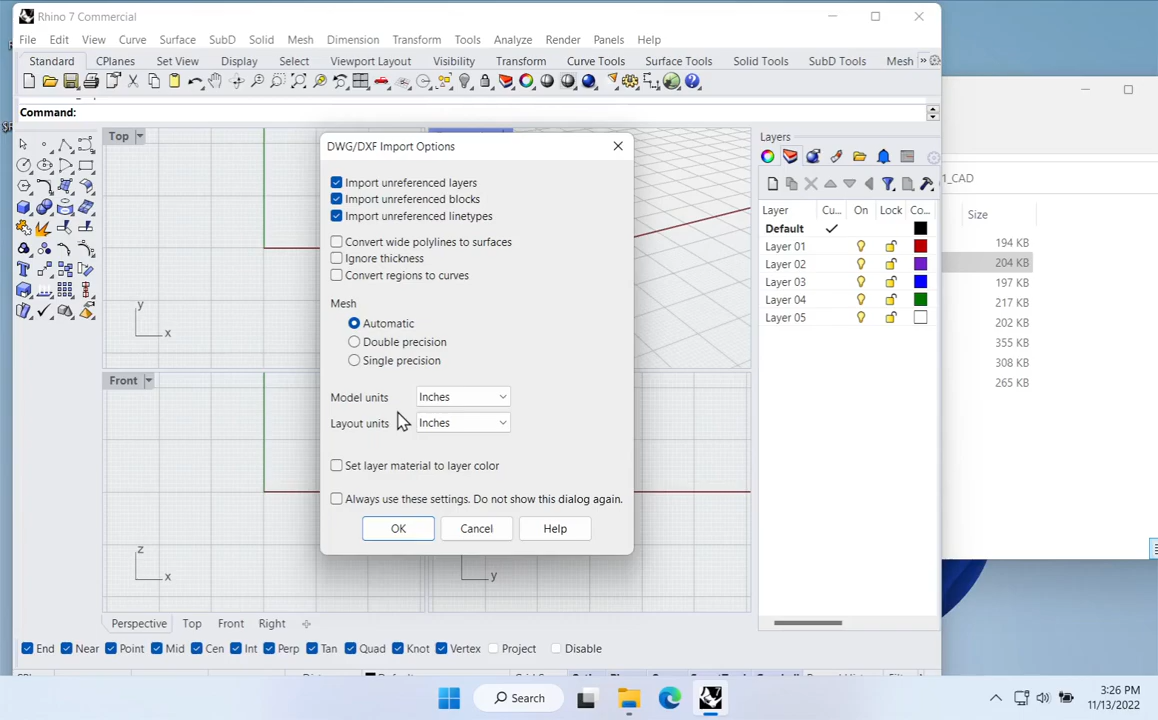 Rhino 7 Commercial
File Edit View Curve Surface SubD Solid Mesh Dimension Transform Tools Analyze Render Panels Help
Standard CPlanes Set View Display Select Viewport Layout Visibility Transform Curve Tools Surface Tools Solid Tools SubD Tools Mesh »
Command:
Top
DWG/DXF Import Options
Import unreferenced layers
Import unreferenced blocks
Import unreferenced linetypes
Convert wide polylines to surfaces
Ignore thickness
Convert regions to curves
Mesh
Automatic
Double precision
Single precision
Model units Inches
Layout units Inches
Set layer material to layer color
Always use these settings. Do not show this dialog again.
OK Cancel Help
y
x
Front
z
x
y
Layers
Layer Cu... On Lock Co...
Default
Layer 01
Layer 02
Layer 03
Layer 04
Layer 05
1_CAD
Size
194 KB
204 KB
197 KB
217 KB
202 KB
355 KB
308 KB
265 KB
Perspective Top Front Right
End Near Point Mid Cen Int Perp Tan Quad Knot Vertex Project Disable
Search
3:26 PM
11/13/2022